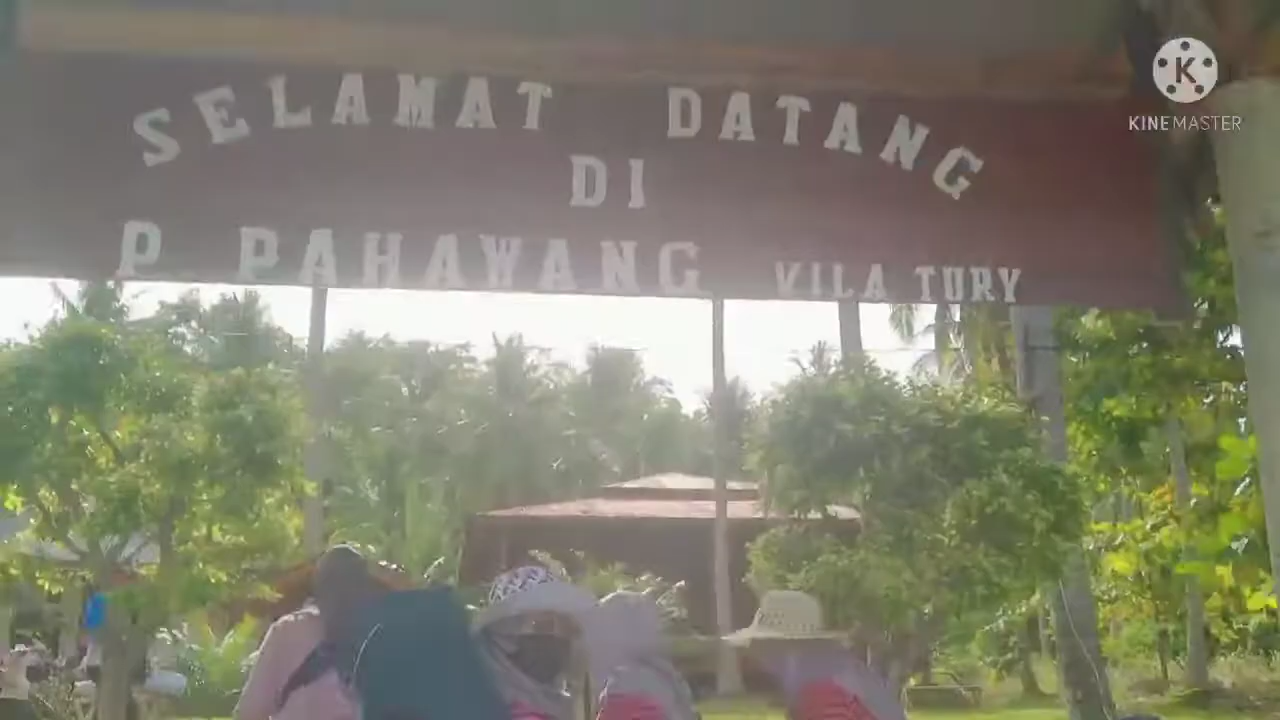 SELAMAT DATANG
DI
P. PAHAWANG VILA TURY
K
KINEMASTER